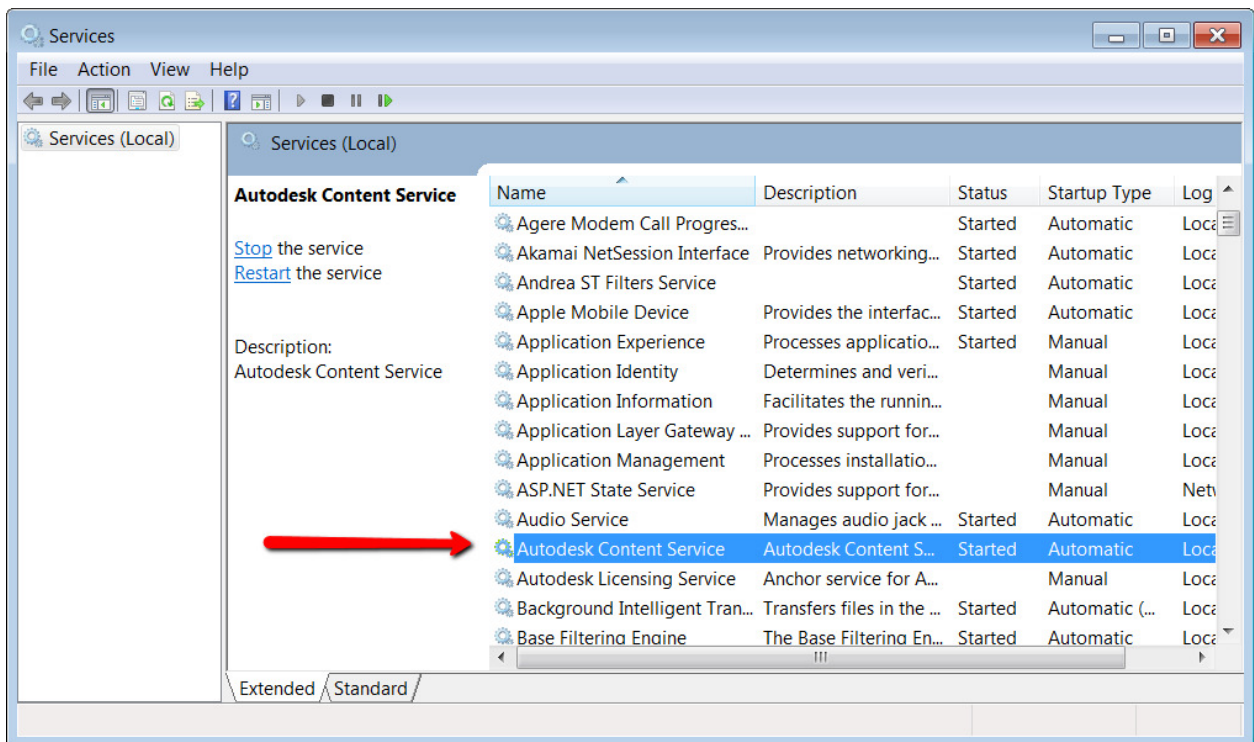 Services
File Action View Help
Services (Local)
Services (Local)
Autodesk Content Service
Stop the service
Restart the service
Description:
Autodesk Content Service
Name Description Status Startup Type Log
Agere Modem Call Progres... Started Automatic Loca
Akamai NetSession Interface Provides networking... Started Automatic Loca
Andrea ST Filters Service Started Automatic Loca
Apple Mobile Device Provides the interfac... Started Automatic Loca
Application Experience Processes applicatio... Started Manual Loca
Application Identity Determines and veri... Manual Loca
Application Information Facilitates the runnin... Manual Loca
Application Layer Gateway ... Provides support for... Manual Loca
Application Management Processes installatio... Manual Loca
ASP.NET State Service Provides support for... Manual Netw
Audio Service Manages audio jack ... Started Automatic Loca
Autodesk Content Service Autodesk Content S... Started Automatic Loca
Autodesk Licensing Service Anchor service for A... Manual Loca
Background Intelligent Tran... Transfers files in the ... Started Automatic (... Loca
Base Filtering Engine The Base Filtering En... Started Automatic Loca
Extended Standard